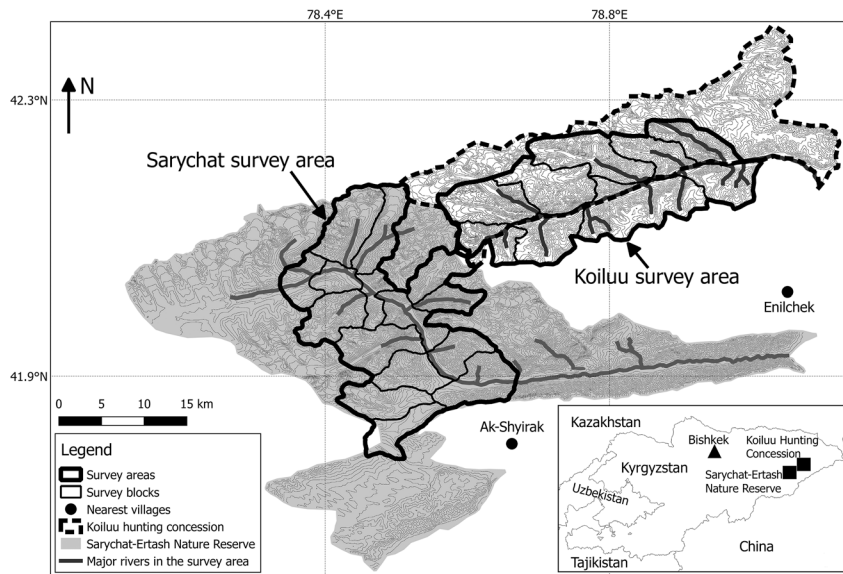 78.4°E
78.8°E
42.3°N
N
Sarychat survey area
Koiluu survey area
Enilchek
41.9°N
0 5 10 15 km
Ak-Shyirak
Legend
Survey areas
Survey blocks
Nearest villages
Koiluu hunting concession
Sarychat-Ertash Nature Reserve
Major rivers in the survey area
Kazakhstan
Bishkek
Koiluu Hunting
Concession
Kyrgyzstan
Sarychat-Ertash
Nature Reserve
Uzbekistan
China
Tajikistan